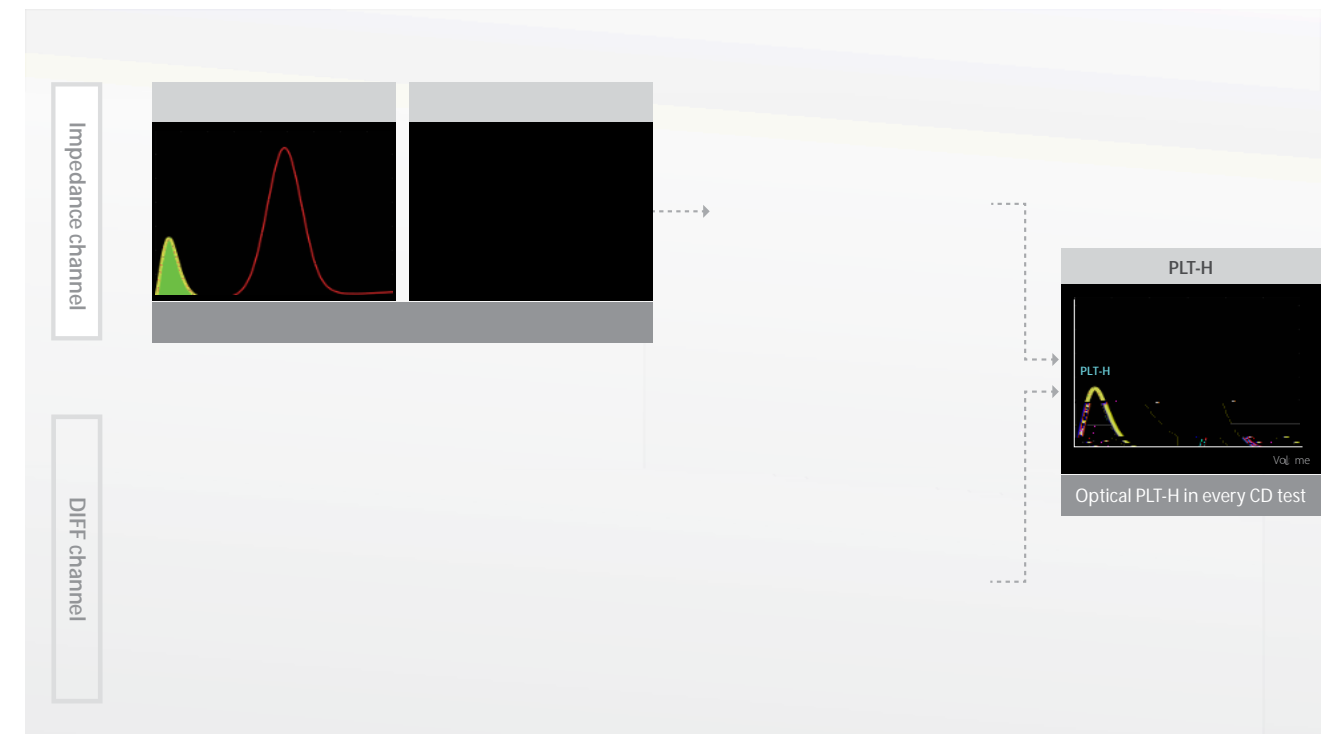 Impedance channel
PLT-H
PLT-H
Optical PLT-H in every CD test
DIFF channel